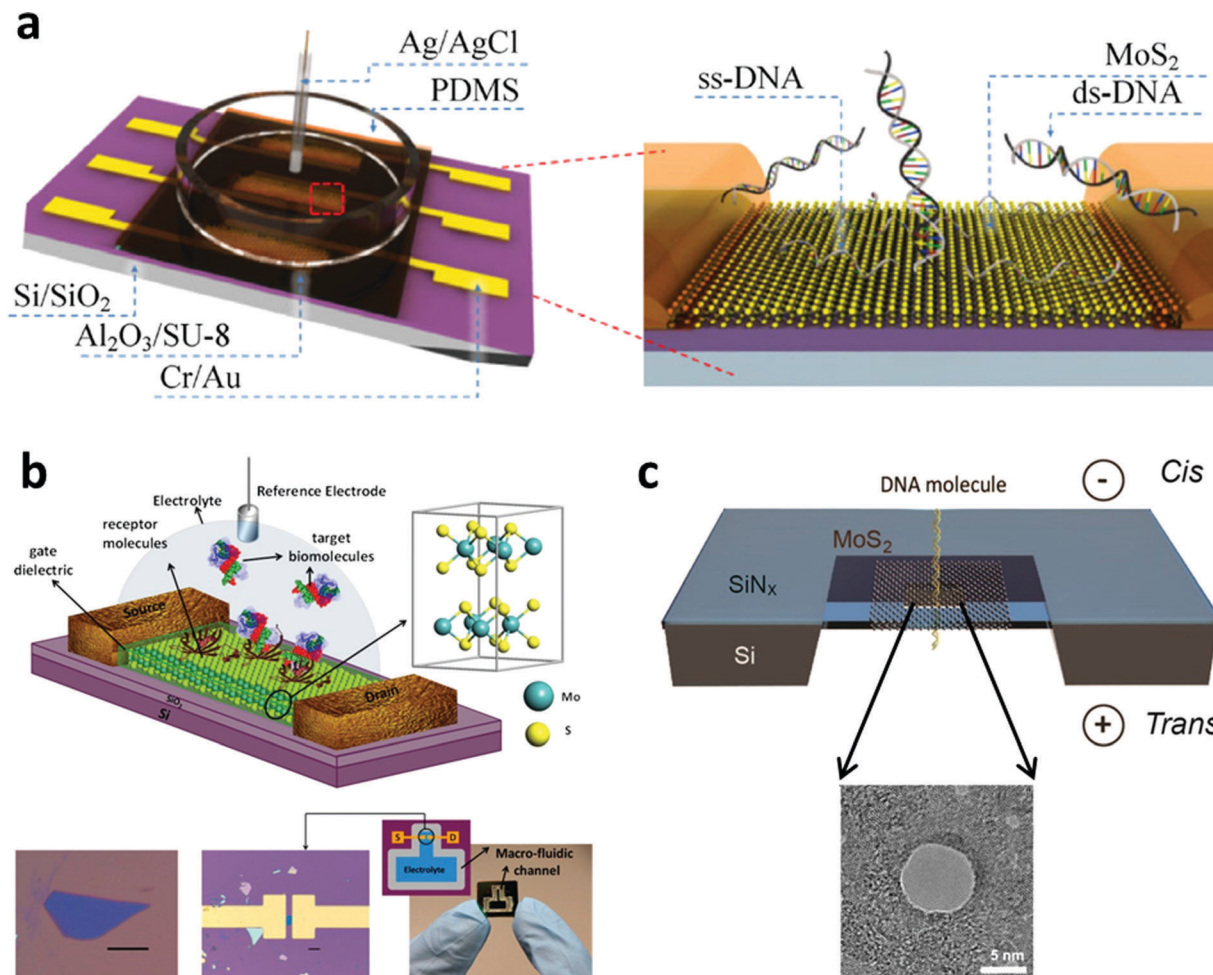 a
Ag/AgCl
PDMS
Si/SiO₂
Al₂O₃/SU-8
Cr/Au
ss-DNA
MoS₂
ds-DNA
b
Reference Electrode
Electrolyte
receptor
molecules
target
biomolecules
gate
dielectric
Source
Drain
SiO₂
Si
Mo
S
S
D
Electrolyte
Macro-fluidic
channel
c
DNA molecule
-
Cis
MoS₂
SiNₓ
Si
+
Trans
5 nm